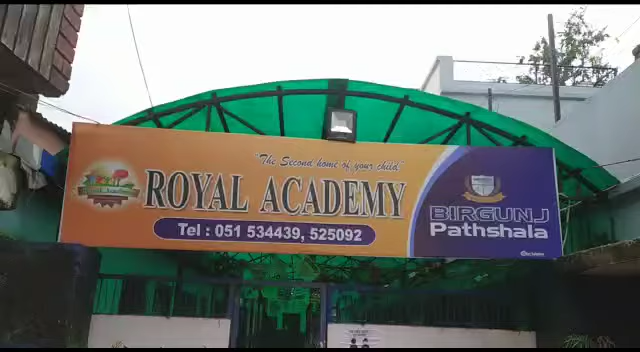 "The Second home of your child"
ROYAL ACADEMY
Tel : 051 534439, 525092
BIRGUNJ
Pathshala